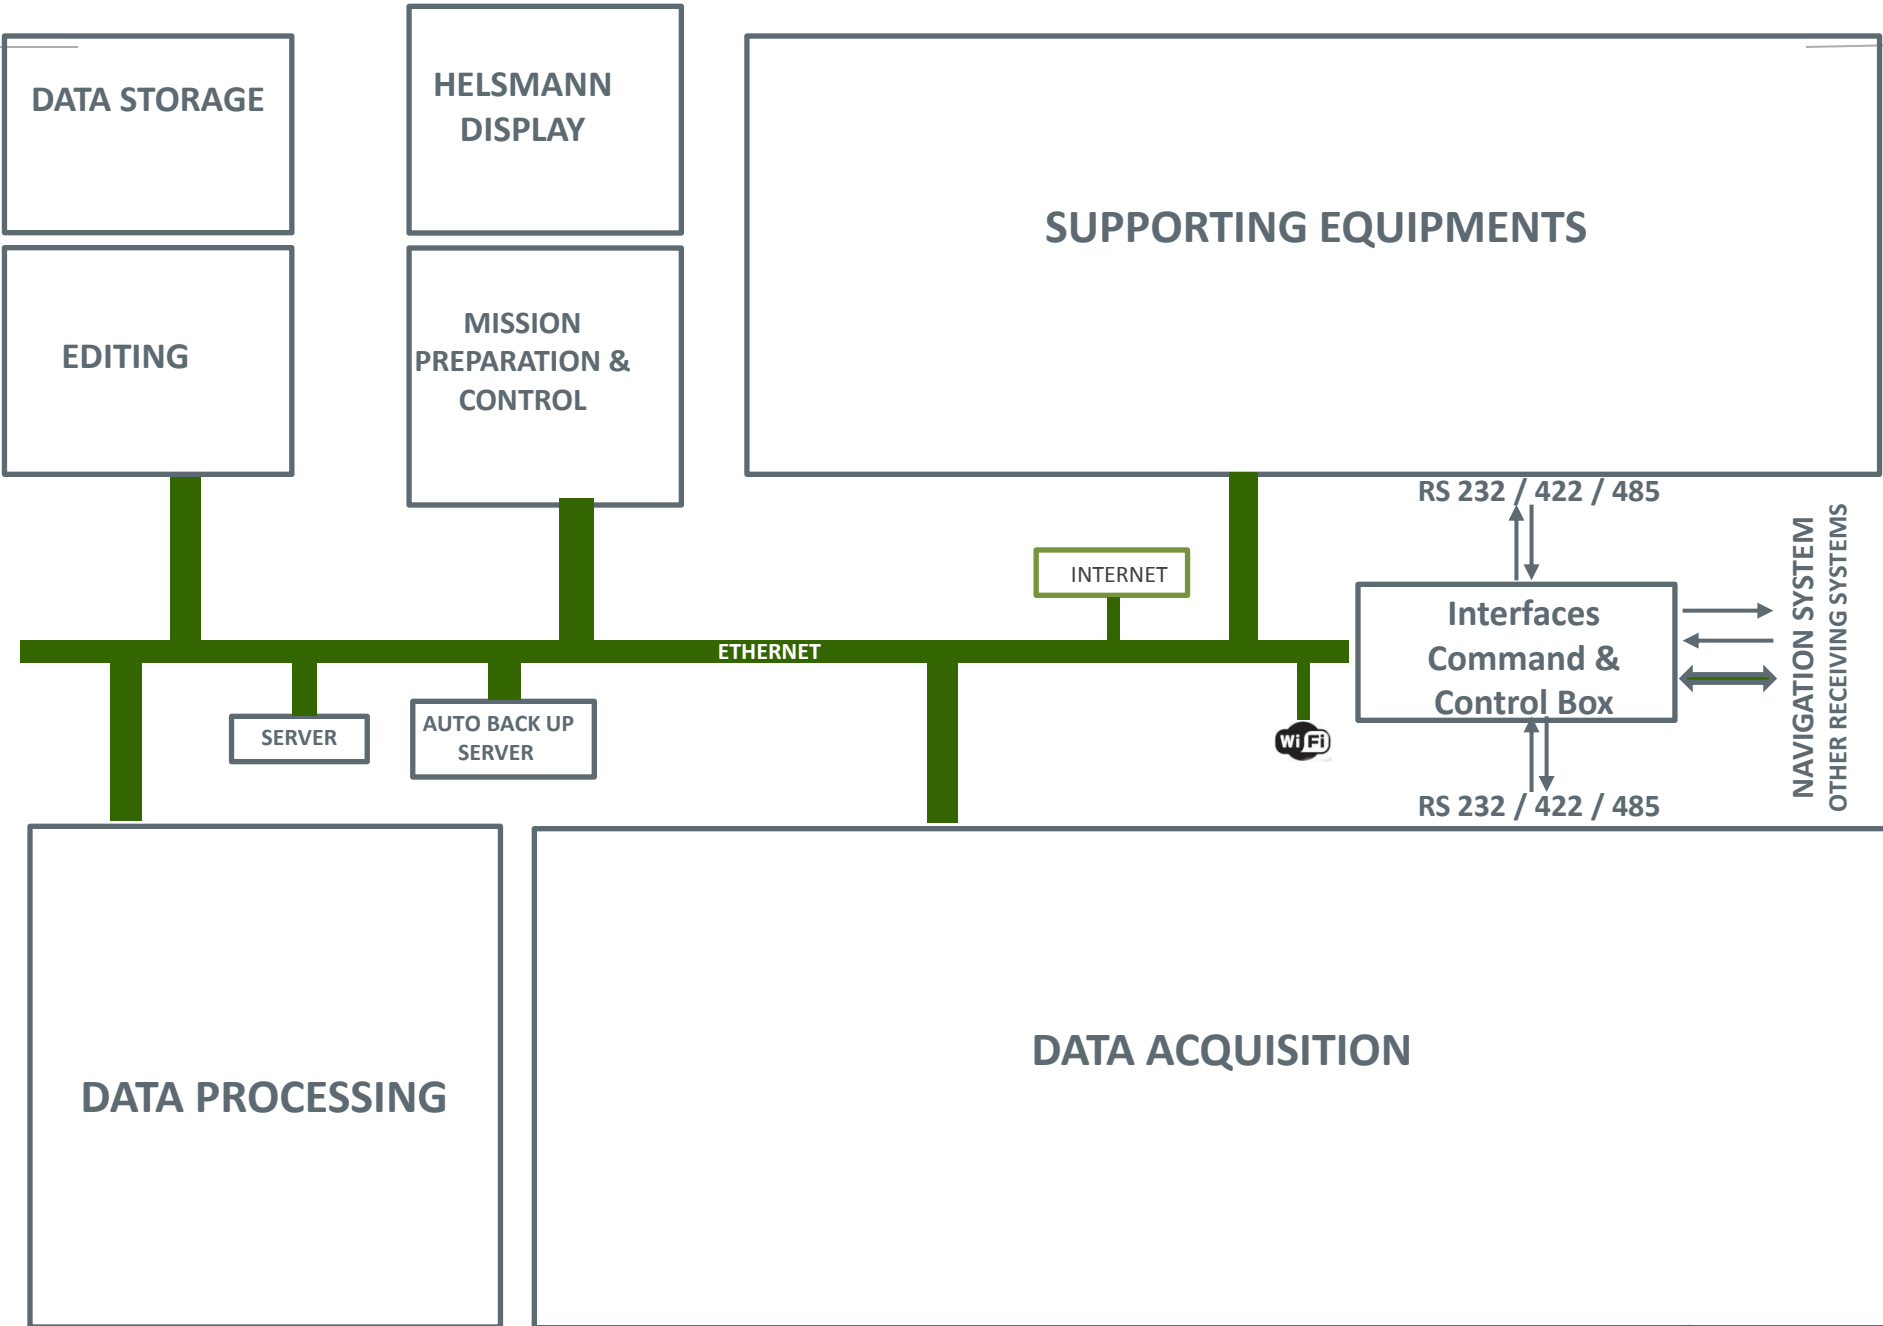 DATA STORAGE
HELSMANN
DISPLAY
SUPPORTING EQUIPMENTS
EDITING
MISSION
PREPARATION &
CONTROL
RS 232 / 422 / 485
INTERNET
Interfaces
Command &
Control Box
NAVIGATION SYSTEM
OTHER RECEIVING SYSTEMS
ETHERNET
SERVER
AUTO BACK UP
SERVER
Wi Fi
RS 232 / 422 / 485
DATA PROCESSING
DATA ACQUISITION